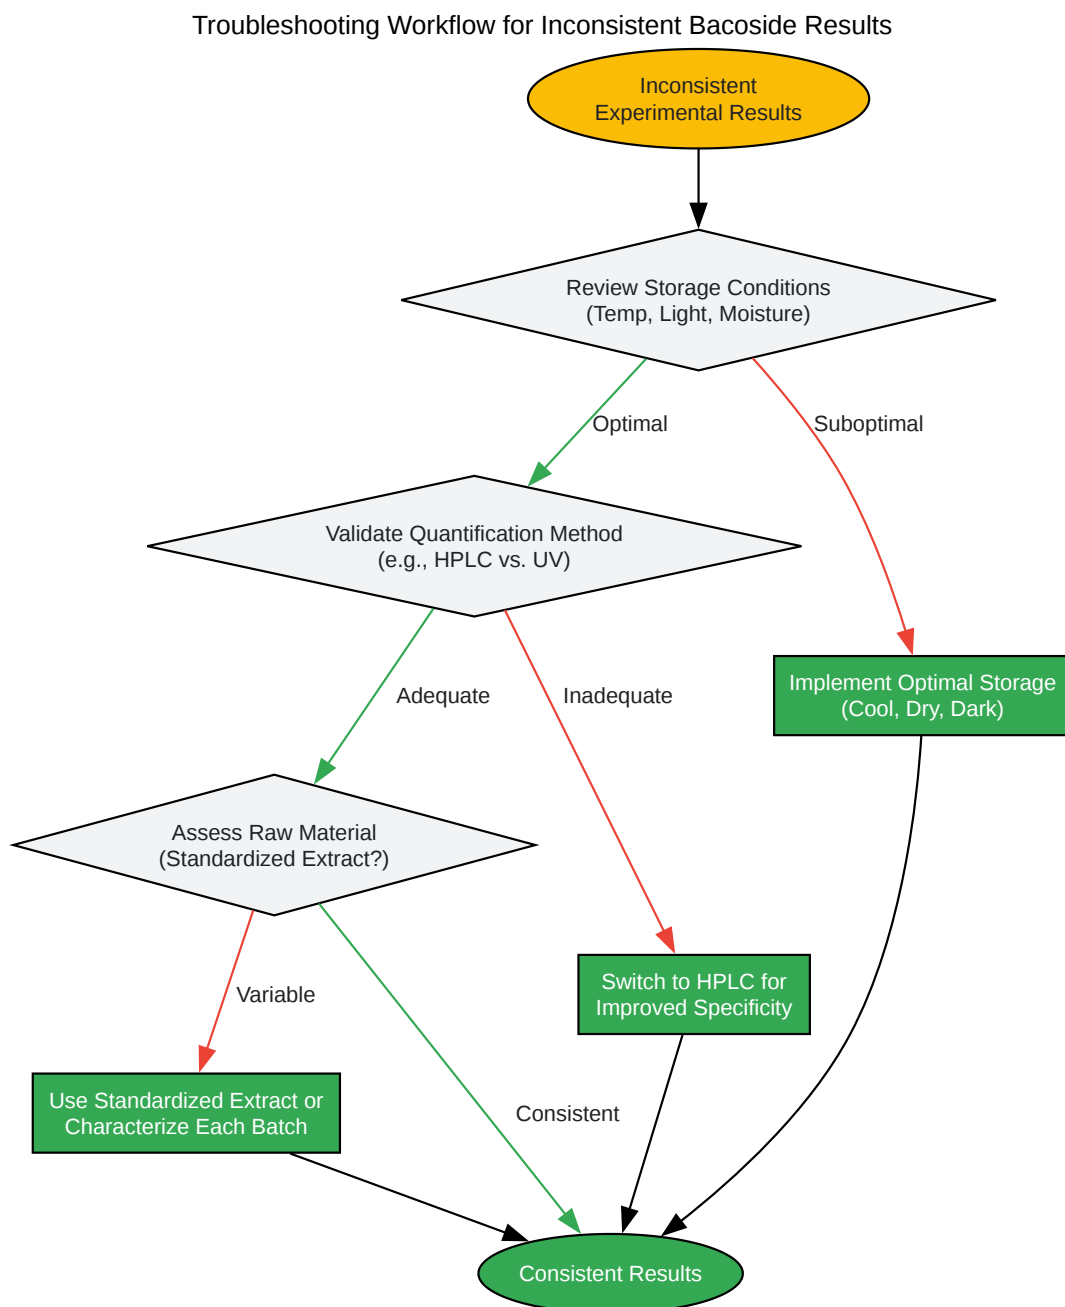 Troubleshooting Workflow for Inconsistent Bacoside Results
Inconsistent
Experimental Results
Review Storage Conditions
(Temp, Light, Moisture)
Optimal
Suboptimal
Validate Quantification Method
(e.g., HPLC vs. UV)
Implement Optimal Storage
(Cool, Dry, Dark)
Adequate
Inadequate
Assess Raw Material
(Standardized Extract?)
Switch to HPLC for
Improved Specificity
Variable
Use Standardized Extract or
Characterize Each Batch
Consistent
Consistent Results